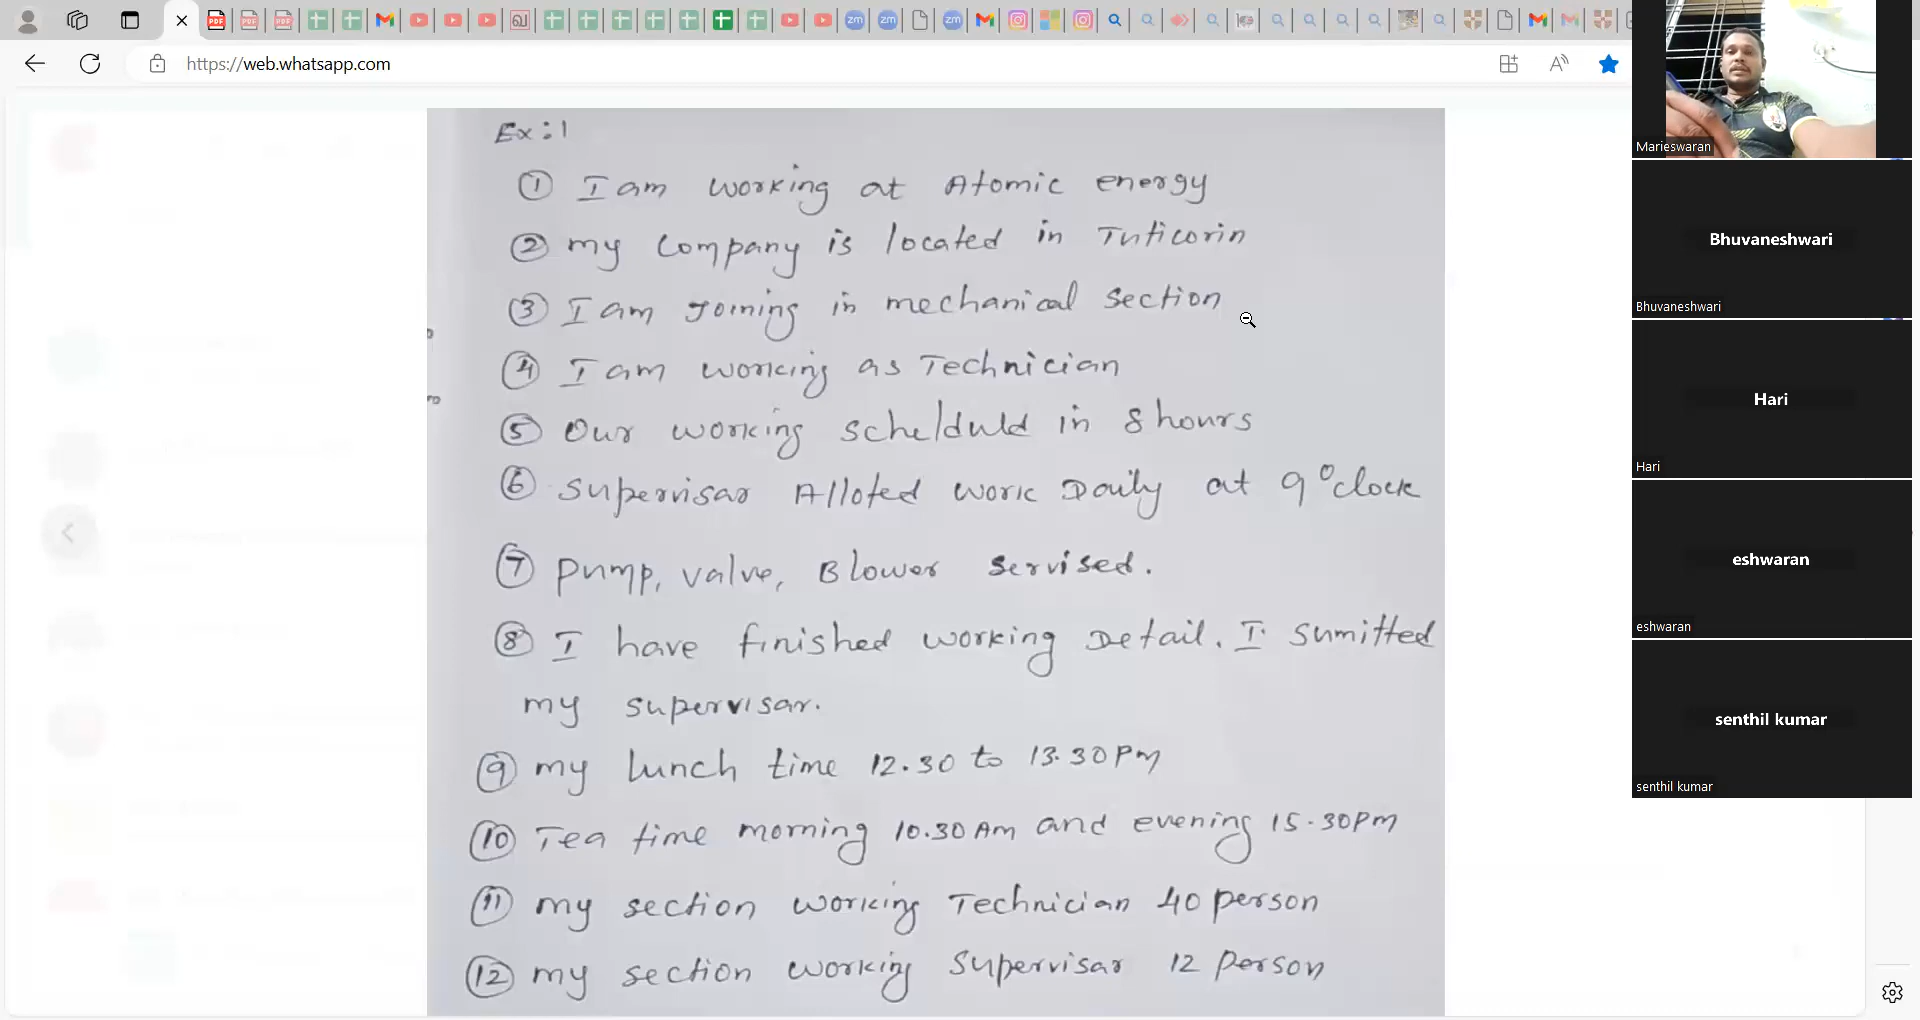 https://web.whatsapp.com
Ex:1
① I am working at Atomic energy
② my Company is located in Tuticorin
③ I am Joining in mechanical Section
④ I am working as Technician
⑤ Our working schelduld in 8 hours
⑥ Supervisar Alloted work Daily at 9 O'clock
⑦ Pump, valve, Blower servised.
⑧ I have finished working Detail. I sumitted
my supervisar.
⑨ my lunch time 12.30 to 13.30 Pm
⑩ Tea time morning 10.30 Am and evening 15.30 Pm
⑪ my section working Technician 40 person
⑫ my section working Supervisar 12 Person
Marieswaran
Bhuvaneshwari
Bhuvaneshwari
Hari
Hari
eshwaran
eshwaran
senthil kumar
senthil kumar